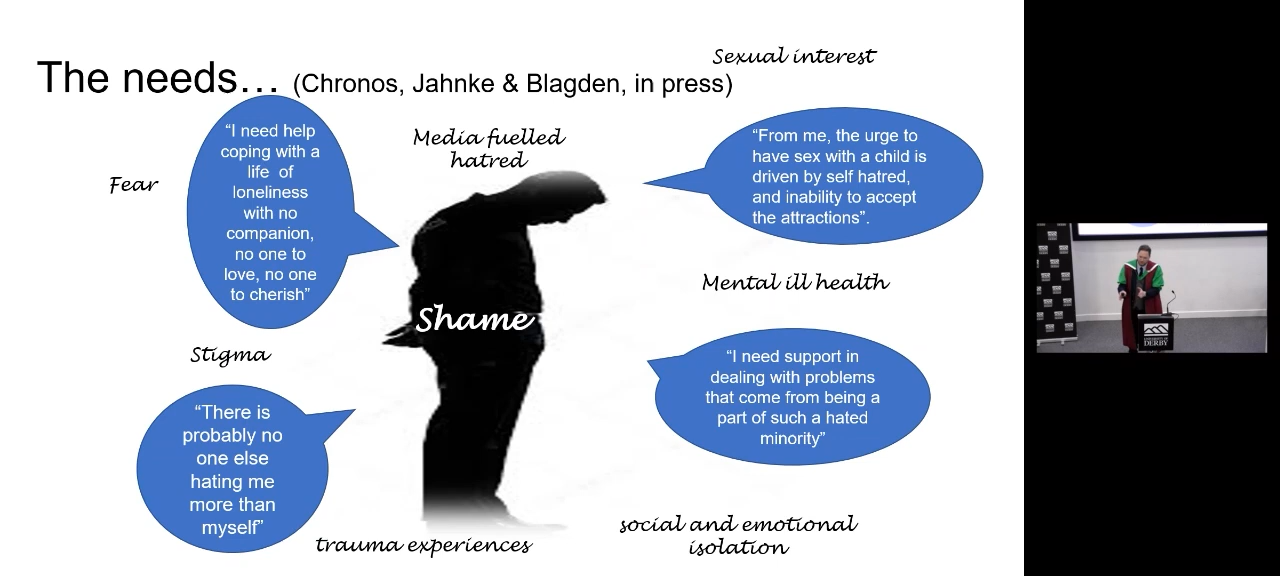 Sexual interest
The needs… (Chronos, Jahnke & Blagden, in press)
“I need help
coping with a
life of
loneliness
with no
companion,
no one to
love, no one
to cherish”
Media fuelled
hatred
“From me, the urge to
have sex with a child is
driven by self hatred,
and inability to accept
the attractions”.
Fear
Mental ill health
Shame
Stigma
“I need support in
dealing with problems
that come from being a
part of such a hated
minority”
“There is
probably no
one else
hating me
more than
myself”
trauma experiences
social and emotional
isolation
DERBY